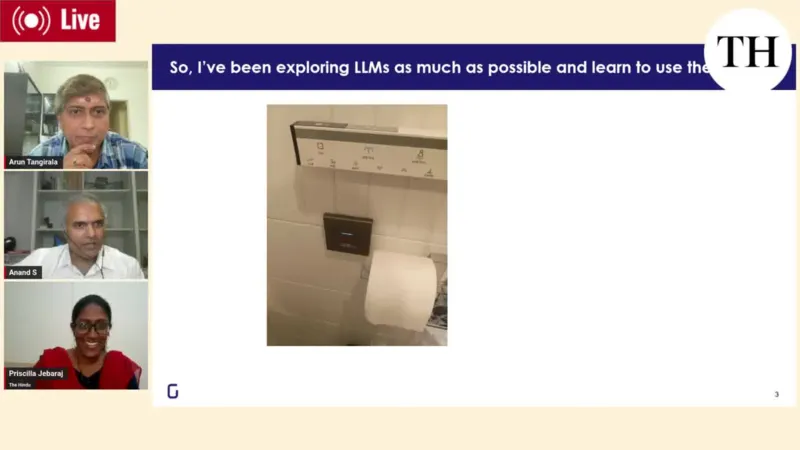 Live
So, I've been exploring LLMs as much as possible and learn to use the
TH
Arun Tangirala
Anand S
Priscilla Jebaraj
The Hindu
3